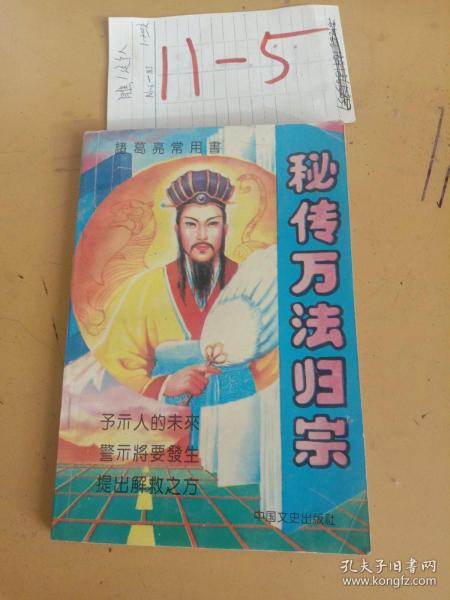 11-5
諸葛亮常用書
秘传万法归宗
予示人的未來
警示將要發生
提出解救之方
中国文史出版社
孔夫子旧书网
www.kongfz.com